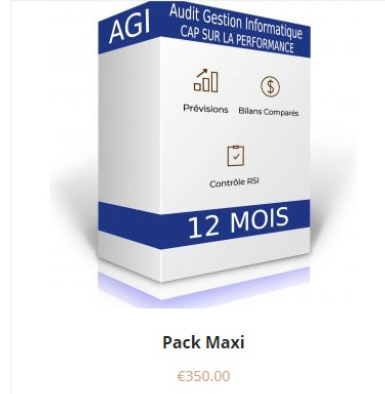 AGI
Audit Gestion Informatique
CAP SUR LA PERFORMANCE
Prévisions
Bilans Comparés
Contrôle RSI
12 MOIS
Pack Maxi
€350.00